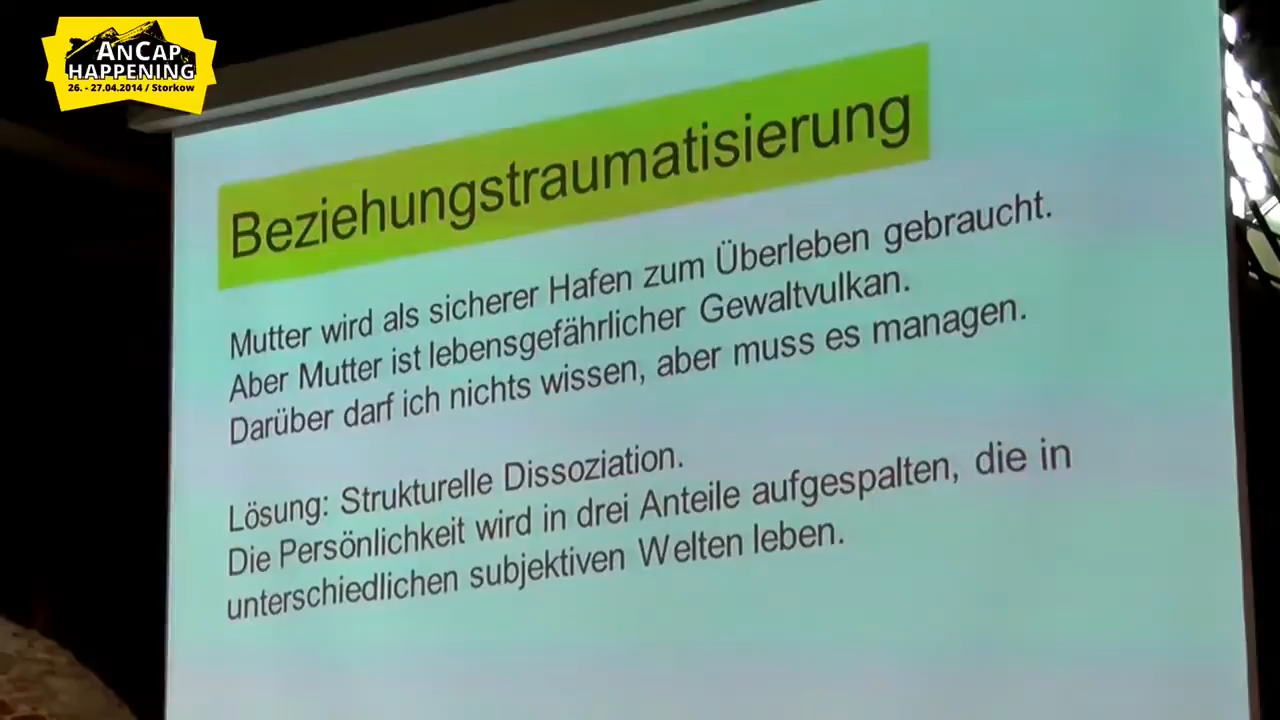 ANCAP
HAPPENING
26. - 27.04.2014 / Storkow
Beziehungstraumatisierung
Mutter wird als sicherer Hafen zum Überleben gebraucht.
Aber Mutter ist lebensgefährlicher Gewaltvulkan.
Darüber darf ich nichts wissen, aber muss es managen.
Lösung: Strukturelle Dissoziation.
Die Persönlichkeit wird in drei Anteile aufgespalten, die in
unterschiedlichen subjektiven Welten leben.